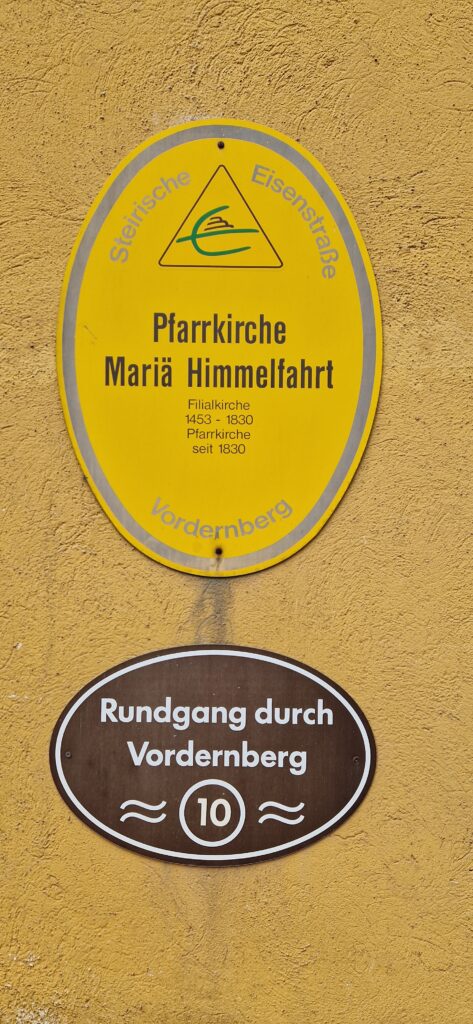 Steirische Eisenstraße
Pfarrkirche
Mariä Himmelfahrt
Filialkirche
1453 - 1830
Pfarrkirche
seit 1830
Vordernberg
Rundgang durch
Vordernberg
10